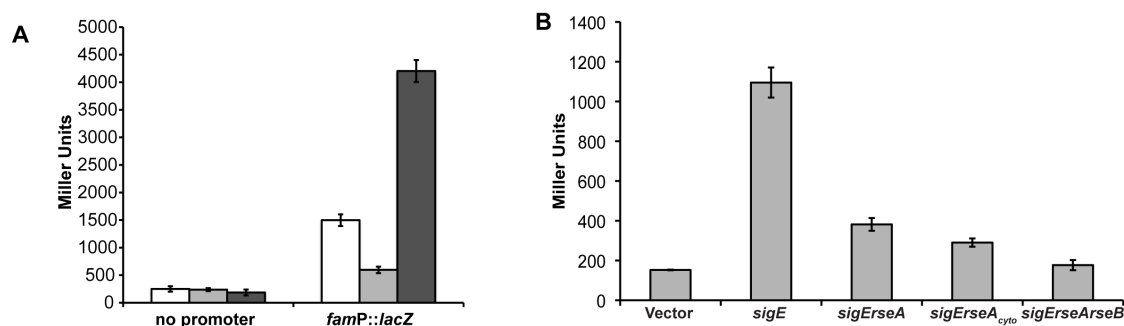 A
Miller Units
5000
4500
4000
3500
3000
2500
2000
1500
1000
500
0
no promoter
famP::lacZ
B
Miller Units
1400
1200
1000
800
600
400
200
0
Vector
sigE
sigErseA
sigErseAcyto
sigErseArseB